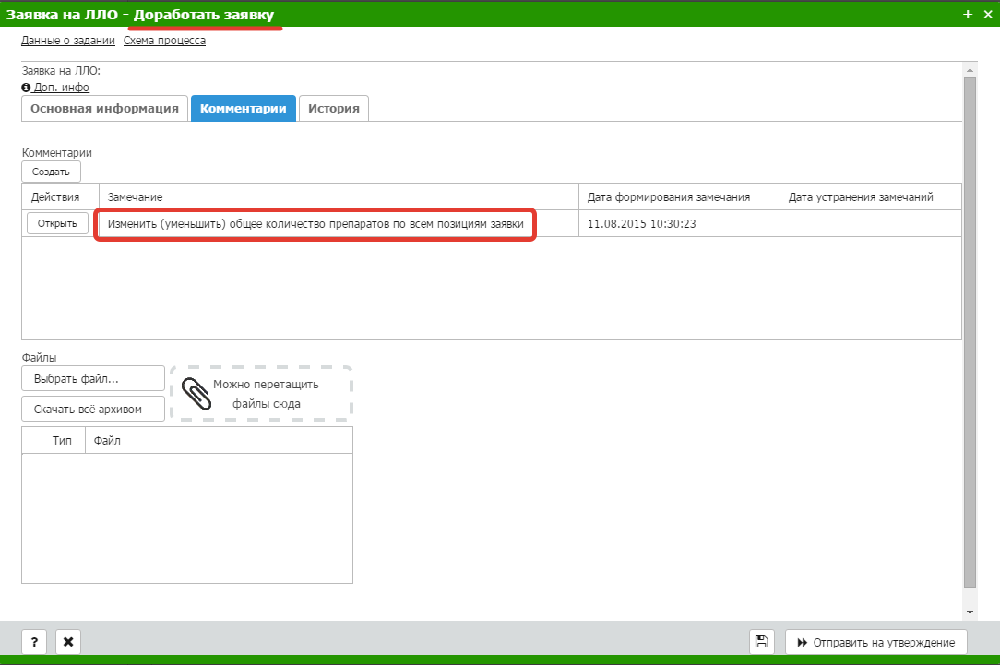 Заявка на ЛЛО - Доработать заявку
Данные о задании Схема процесса
Заявка на ЛЛО:
Доп. инфо
Основная информация Комментарии История
Комментарии
Создать
Действия Замечание Дата формирования замечания Дата устранения замечаний
Открыть Изменить (уменьшить) общее количество препаратов по всем позициям заявки 11.08.2015 10:30:23
Файлы
Выбрать файл...
Можно перетащить
файлы сюда
Скачать всё архивом
Тип Файл
? Отправить на утверждение